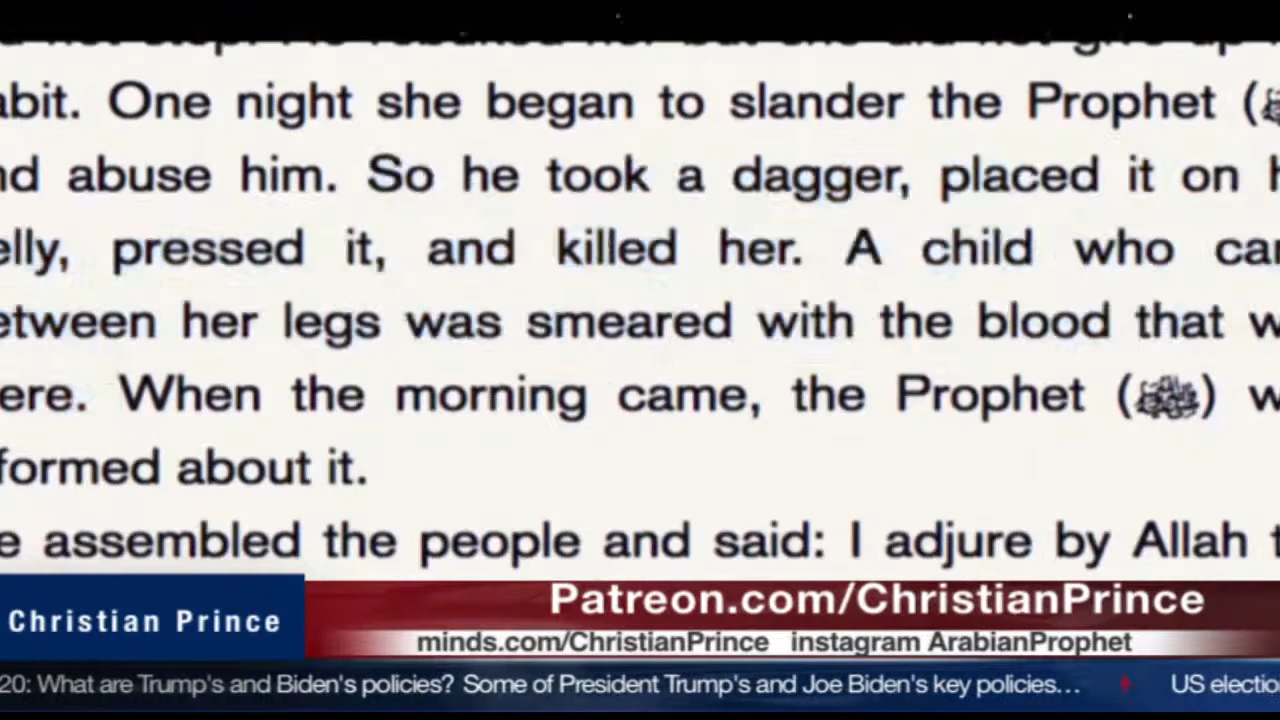 abit. One night she began to slander the Prophet (
nd abuse him. So he took a dagger, placed it on h
elly, pressed it, and killed her. A child who car
etween her legs was smeared with the blood that w
ere. When the morning came, the Prophet (ﷺ) w
formed about it.
e assembled the people and said: I adjure by Allah t
Christian Prince
Patreon.com/ChristianPrince
minds.com/ChristianPrince instagram ArabianProphet
20: What are Trump's and Biden's policies? Some of President Trump's and Joe Biden's key policies... US electio